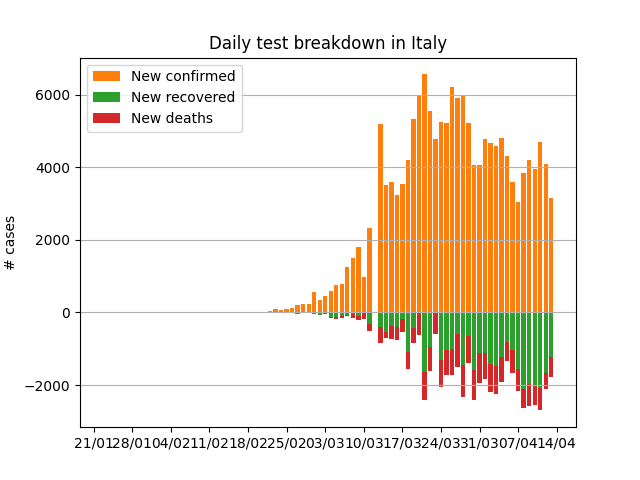 Daily test breakdown in Italy
New confirmed
New recovered
New deaths
6000
4000
2000
0
−2000
# cases
21/01 28/01 04/02 11/02 18/02 25/02 03/03 10/03 17/03 24/03 31/03 07/04 14/04